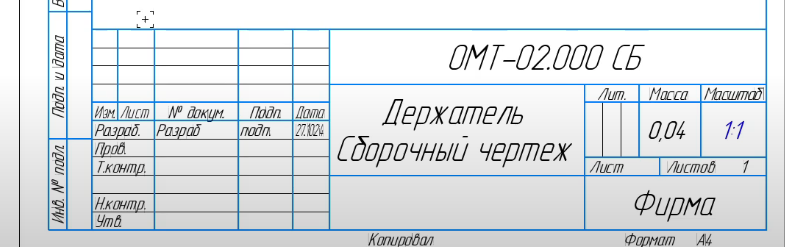 ОМТ-02.000 СБ
Изм. Лист № докум. Подп. Дата
Разраб. Разраб подп. 27.10.24
Пров.
Т.контр.
Н.контр.
Утв.
Держатель
Сборочный чертеж
Лит. Масса Масштаб
0,04 1:1
Лист Листов 1
Фирма
Копировал Формат А4
Подп. и дата
Инв. № подл.